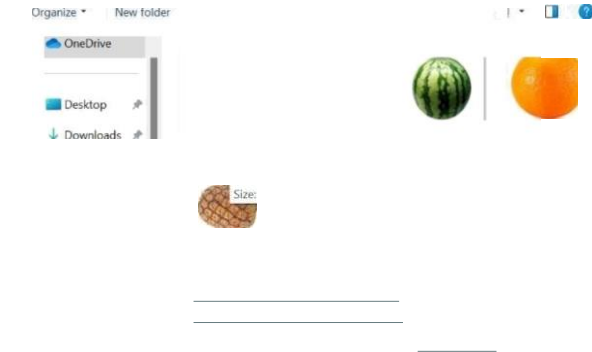 Organize New folder
OneDrive
Desktop
Downloads
Size: